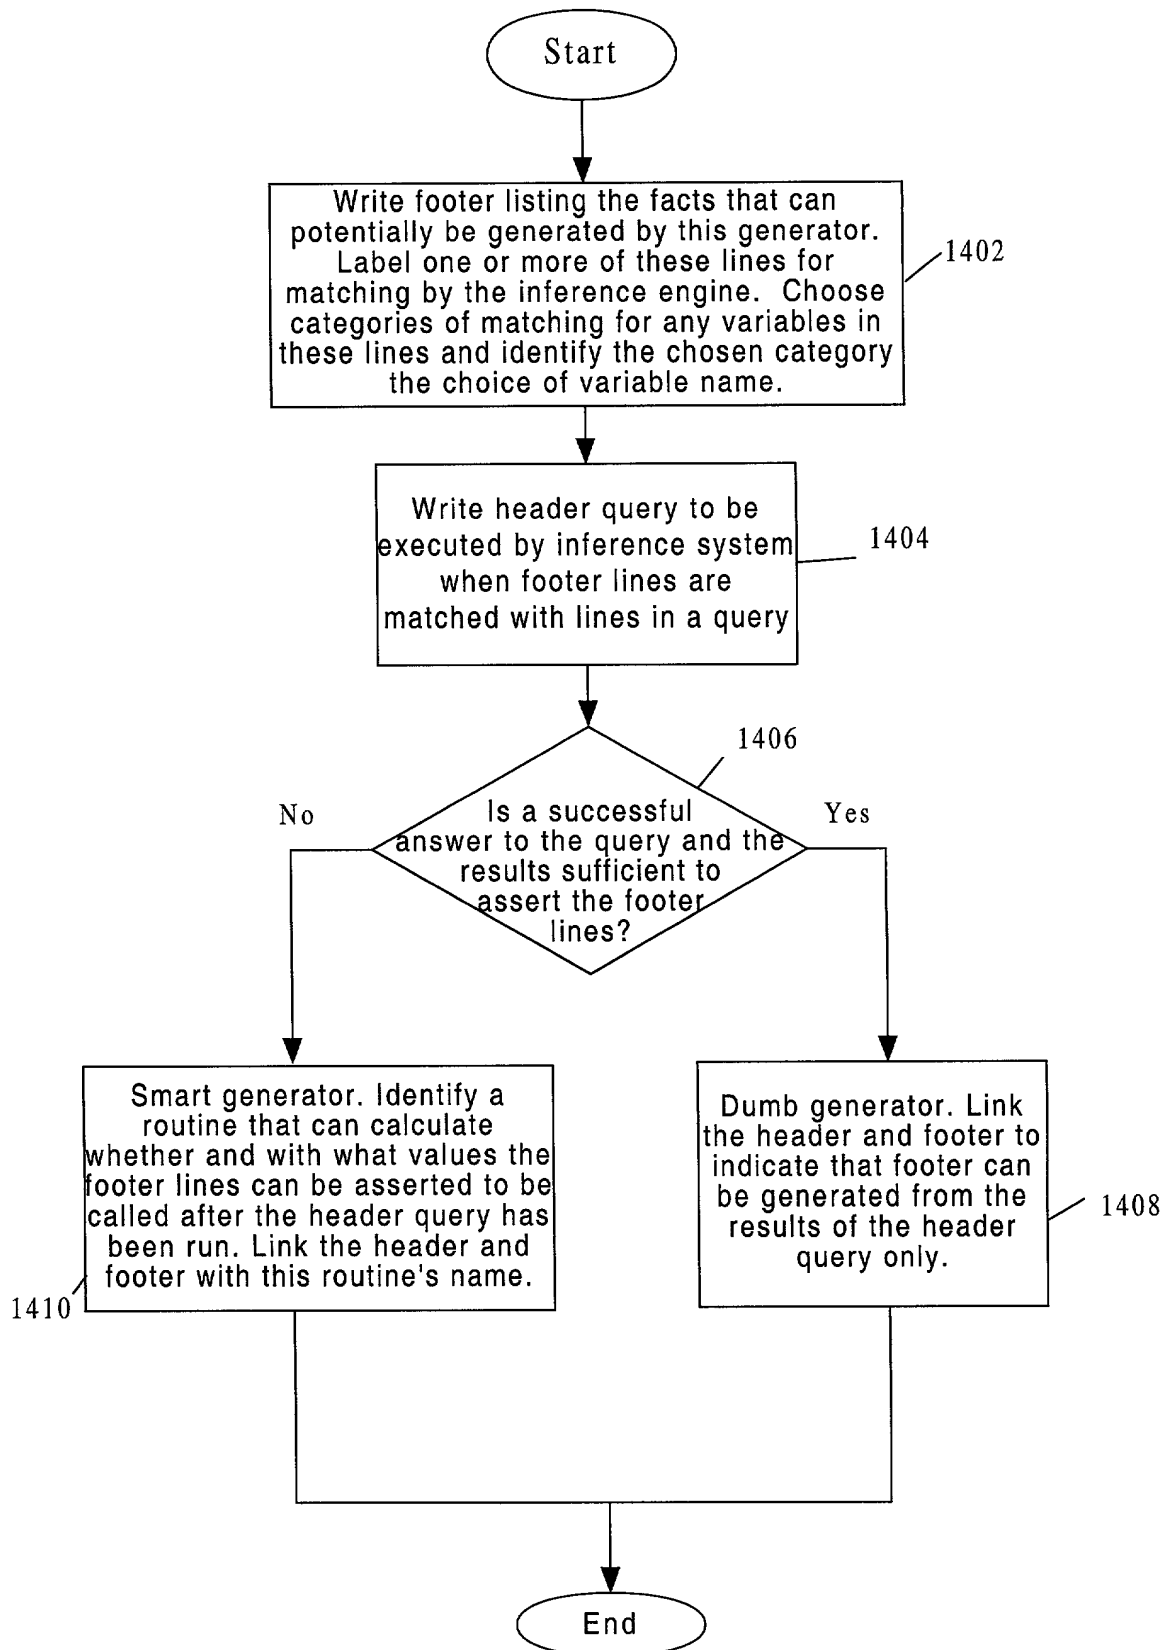 Start
Write footer listing the facts that can
potentially be generated by this generator.
Label one or more of these lines for
matching by the inference engine. Choose
categories of matching for any variables in
these lines and identify the chosen category
the choice of variable name.
1402
Write header query to be
executed by inference system
when footer lines are
matched with lines in a query
1404
1406
No
Yes
Is a successful
answer to the query and the
results sufficient to
assert the footer
lines?
Smart generator. Identify a
routine that can calculate
whether and with what values the
footer lines can be asserted to be
called after the header query has
been run. Link the header and
footer with this routine's name.
1410
Dumb generator. Link
the header and footer to
indicate that footer can
be generated from the
results of the header
query only.
1408
End